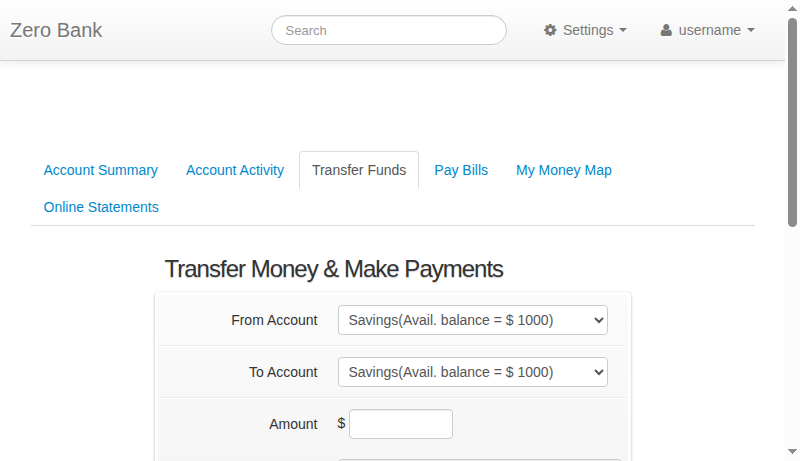 Zero Bank
Search
Settings
username
Account Summary
Account Activity
Transfer Funds
Pay Bills
My Money Map
Online Statements
Transfer Money & Make Payments
From Account
Savings(Avail. balance = $ 1000)
To Account
Savings(Avail. balance = $ 1000)
Amount
$